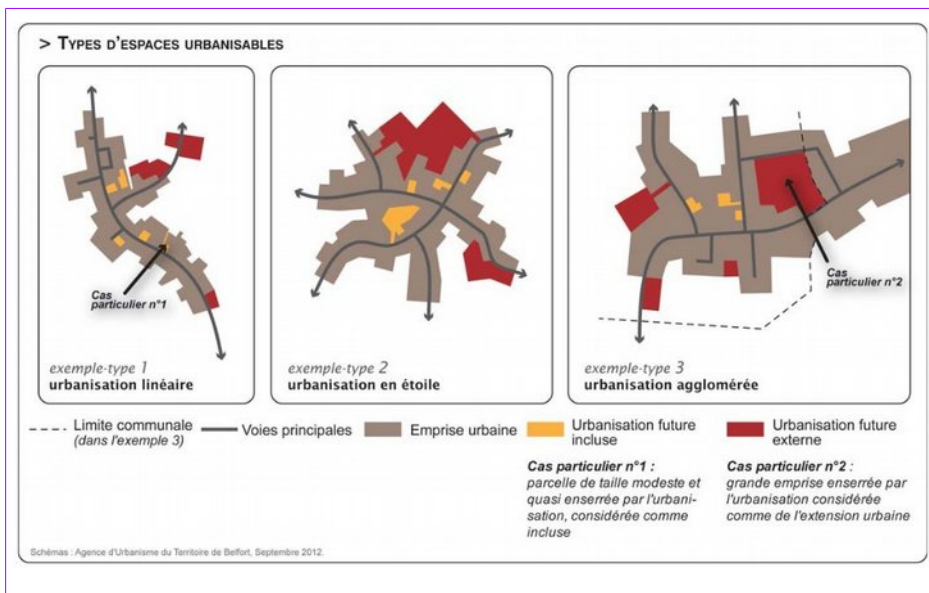 > TYPES D'ESPACES URBANISABLES
Cas
particulier n°1
exemple-type 1
urbanisation linéaire
exemple-type 2
urbanisation en étoile
Cas
particulier n°2
exemple-type 3
urbanisation agglomérée
Limite communale
(dans l'exemple 3)
Voies principales
Emprise urbaine
Urbanisation future
incluse
Urbanisation future
externe
Cas particulier n°1 :
parcelle de taille modeste et
quasi enserrée par l'urbani-
sation, considérée comme
incluse
Cas particulier n°2 :
grande emprise enserrée par
l'urbanisation considérée
comme de l'extension urbaine
Schémas : Agence d'Urbanisme du Territoire de Belfort, Septembre 2012.